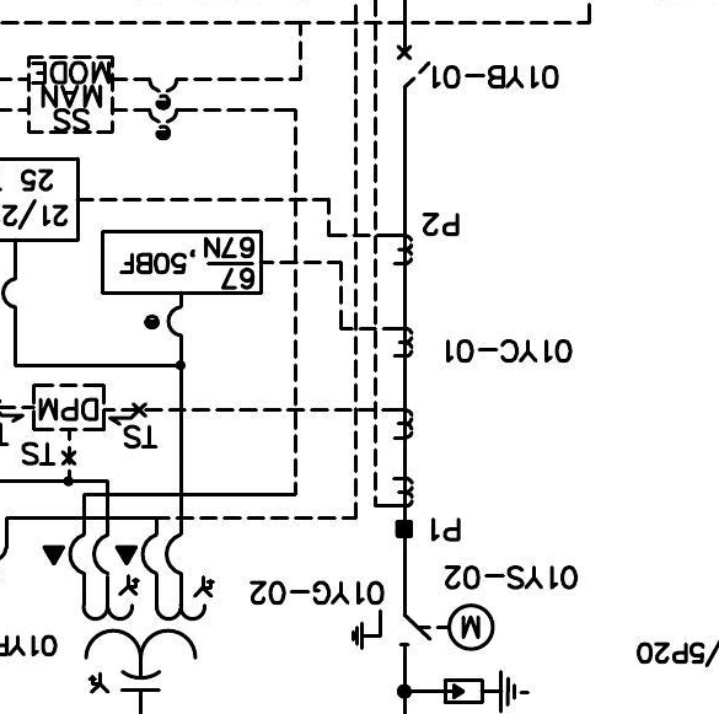 /5P20
M
01YS-02
01YG-02
P1
TS
TS
DPM
01YC-01
67
67N, 50BF
P2
21/2
25
SS
MAN
MODE
01YB-01